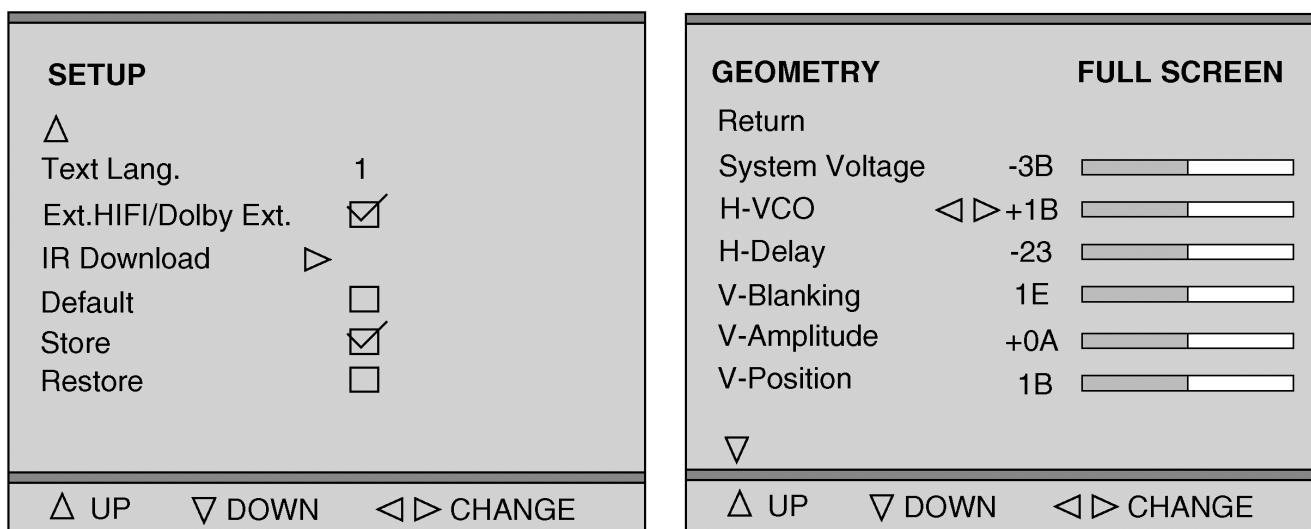 SETUP
Text Lang. 1
Ext.HIFI/Dolby Ext.
IR Download
Default
Store
Restore
UP DOWN CHANGE
GEOMETRY FULL SCREEN
Return
System Voltage -3B
H-VCO +1B
H-Delay -23
V-Blanking 1E
V-Amplitude +0A
V-Position 1B
UP DOWN CHANGE